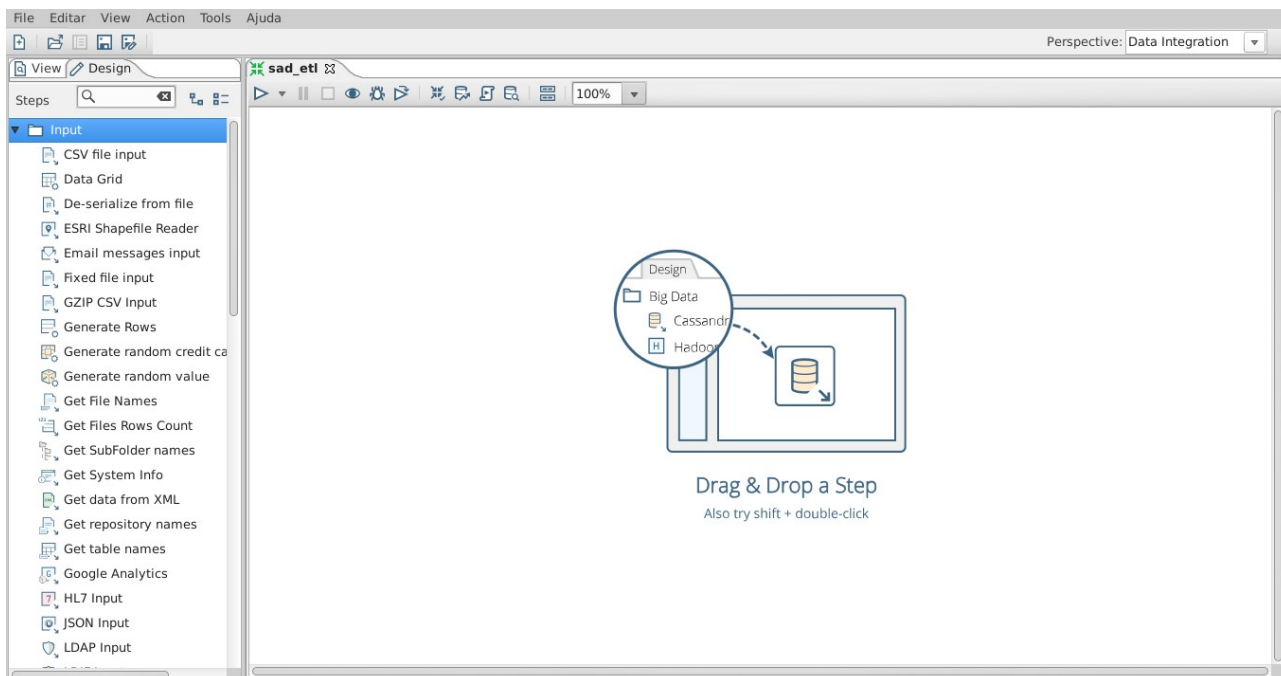 File Editar View Action Tools Ajuda
Perspective: Data Integration
View Design
sad_etl
Steps
100%
Input
CSV file input
Data Grid
De-serialize from file
ESRI Shapefile Reader
Email messages input
Fixed file input
GZIP CSV Input
Generate Rows
Generate random credit ca
Generate random value
Get File Names
Get Files Rows Count
Get SubFolder names
Get System Info
Get data from XML
Get repository names
Get table names
Google Analytics
HL7 Input
JSON Input
LDAP Input
Design
Big Data
Cassandr
H Hadoop
Drag & Drop a Step
Also try shift + double-click